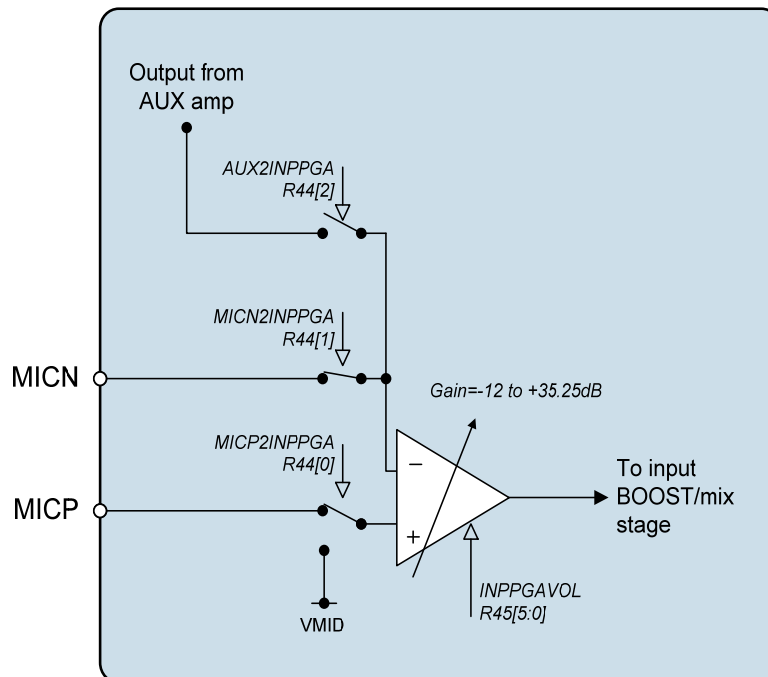 Output from
AUX amp
AUX2INPPGA
R44[2]
MICN2INPPGA
R44[1]
MICN
Gain=-12 to +35.25dB
MICP2INPPGA
R44[0]
MICP
−
+
To input
BOOST/mix
stage
INPPGAVOL
R45[5:0]
VMID